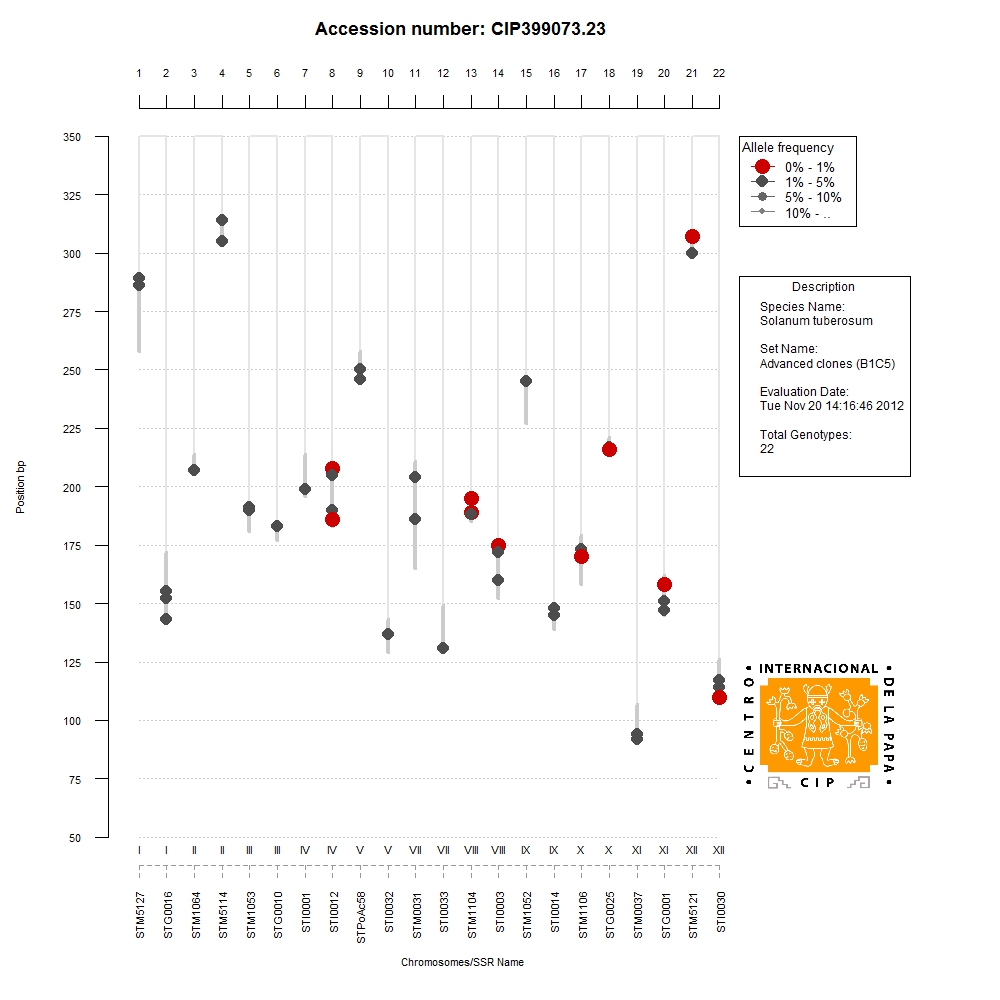 Accession number: CIP399073.23
1 2 3 4 5 6 7 8 9 10 11 12 13 14 15 16 17 18 19 20 21 22
350
325
300
275
250
225
200
175
150
125
100
75
50
Position bp
Allele frequency
0% - 1%
1% - 5%
5% - 10%
10% - ..
Description
Species Name:
Solanum tuberosum
Set Name:
Advanced clones (B1C5)
Evaluation Date:
Tue Nov 20 14:16:46 2012
Total Genotypes:
22
• INTERNACIONAL •
CENTRO •
DE LA PAPA •
CIP
I I II II III III IV IV V V VII VII VIII VIII IX IX X X XI XI XII XII
STM5127
STG0016
STM1064
STM5114
STM1053
STG0010
STI0001
STI0012
STPoAc58
STI0032
STM0031
STI0033
STM1104
STI0003
STM1052
STI0014
STM1106
STG0025
STM0037
STG0001
STM5121
STI0030
Chromosomes/SSR Name